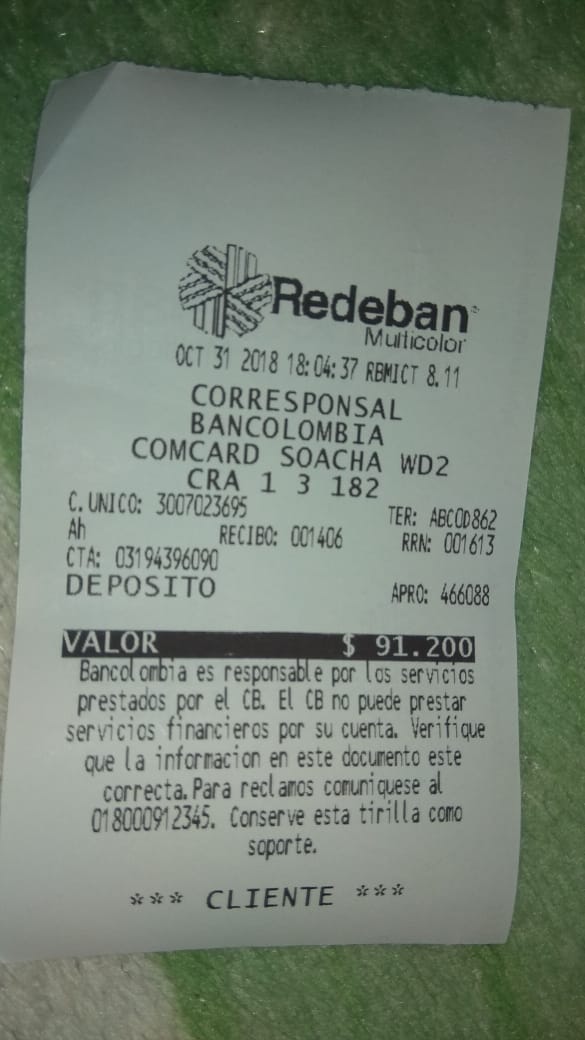 Redeban
Multicolor
OCT 31 2018 18:04:37 RBMICT 8.11
CORRESPONSAL
BANCOLOMBIA
COMCARD SOACHA WD2
CRA 1 3 182
C.UNICO: 3007023695 TER: ABCOD862
Ah RECIBO: 001406 RRN: 001613
CTA: 03194396090
DEPOSITO APRO: 466088
VALOR $ 91.200
Bancolombia es responsable por los servicios
prestados por el CB. El CB no puede prestar
servicios financieros por su cuenta. Verifique
que la informacion en este documento este
correcta.Para reclamos comuniquese al
018000912345. Conserve esta tirilla como
soporte.
*** CLIENTE ***